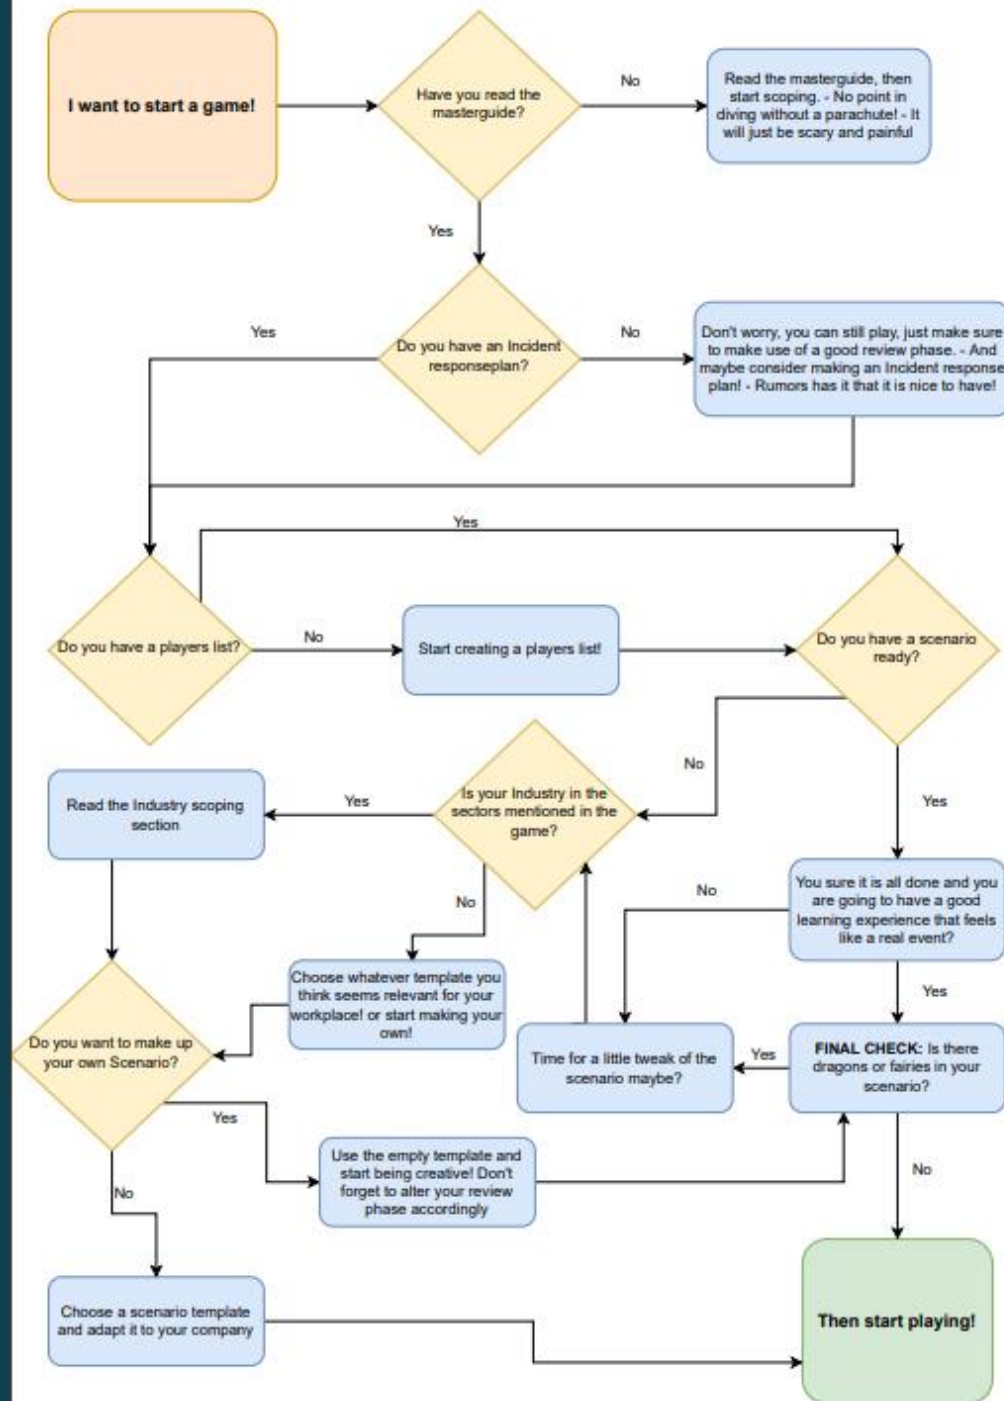 I want to start a game!
Have you read the
masterguide?
No
Read the masterguide, then
start scoping. - No point in
diving without a parachute! - It
will just be scary and painful
Yes
Do you have an Incident
responseplan?
Yes
No
Don't worry, you can still play, just make sure
to make use of a good review phase. - And
maybe consider making an Incident response
plan! - Rumors has it that it is nice to have!
Yes
Do you have a players list?
No
Start creating a players list!
Do you have a scenario
ready?
No
Yes
Is your Industry in the
sectors mentioned in the
game?
Yes
Read the Industry scoping
section
No
Choose whatever template you
think seems relevant for your
workplace! or start making your
own!
You sure it is all done and you
are going to have a good
learning experience that feels
like a real event?
No
Yes
Time for a little tweak of the
scenario maybe?
Yes
FINAL CHECK: Is there
dragons or fairies in your
scenario?
No
Do you want to make up
your own Scenario?
Yes
Use the empty template and
start being creative! Don't
forget to alter your review
phase accordingly
No
Choose a scenario template
and adapt it to your company
Then start playing!